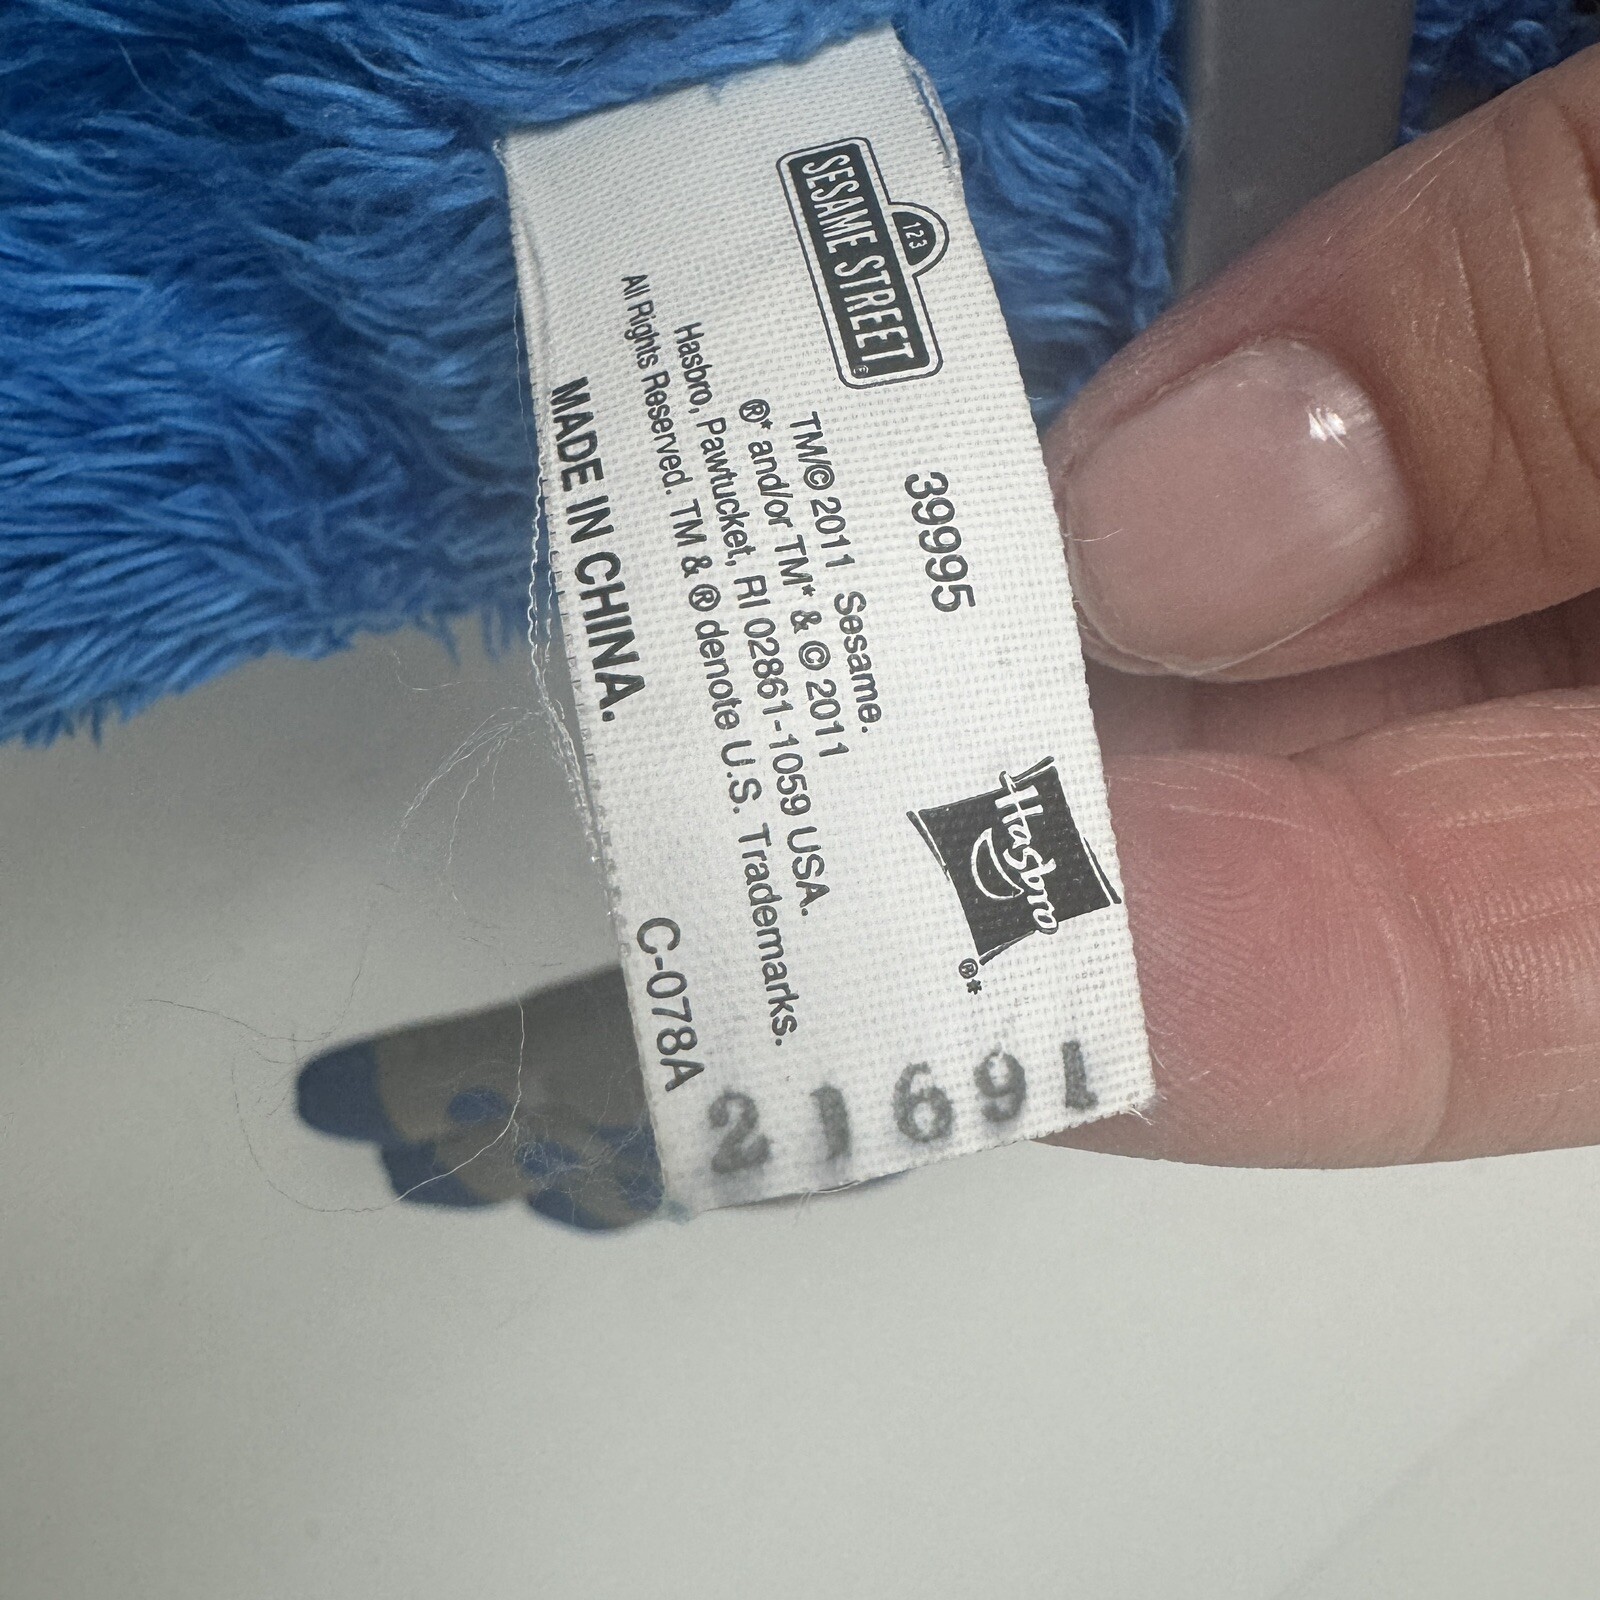 123
SESAME STREET
39995
Hasbro ®*
TM/© 2011 Sesame.
®* and/or TM* & © 2011
Hasbro, Pawtucket, RI 02861-1059 USA.
All Rights Reserved. TM & ® denote U.S. Trademarks.
MADE IN CHINA.
C-078A
21691